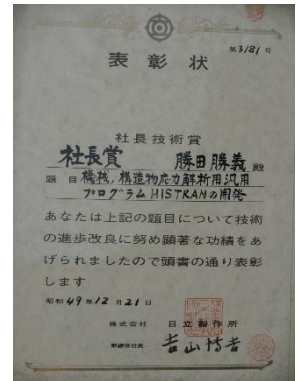 第3181号
表彰状
社長技術賞
社長賞 勝田勝義殿
題目 機械、構造物応力解析用汎用
プログラムHISTRANの開発
あなたは上記の題目について技術
の進歩改良に努め顕著な功績をあ
げられましたので頭書の通り表彰
します
昭和49年12月21日
株式会社 日立製作所
取締役社長 吉山博吉